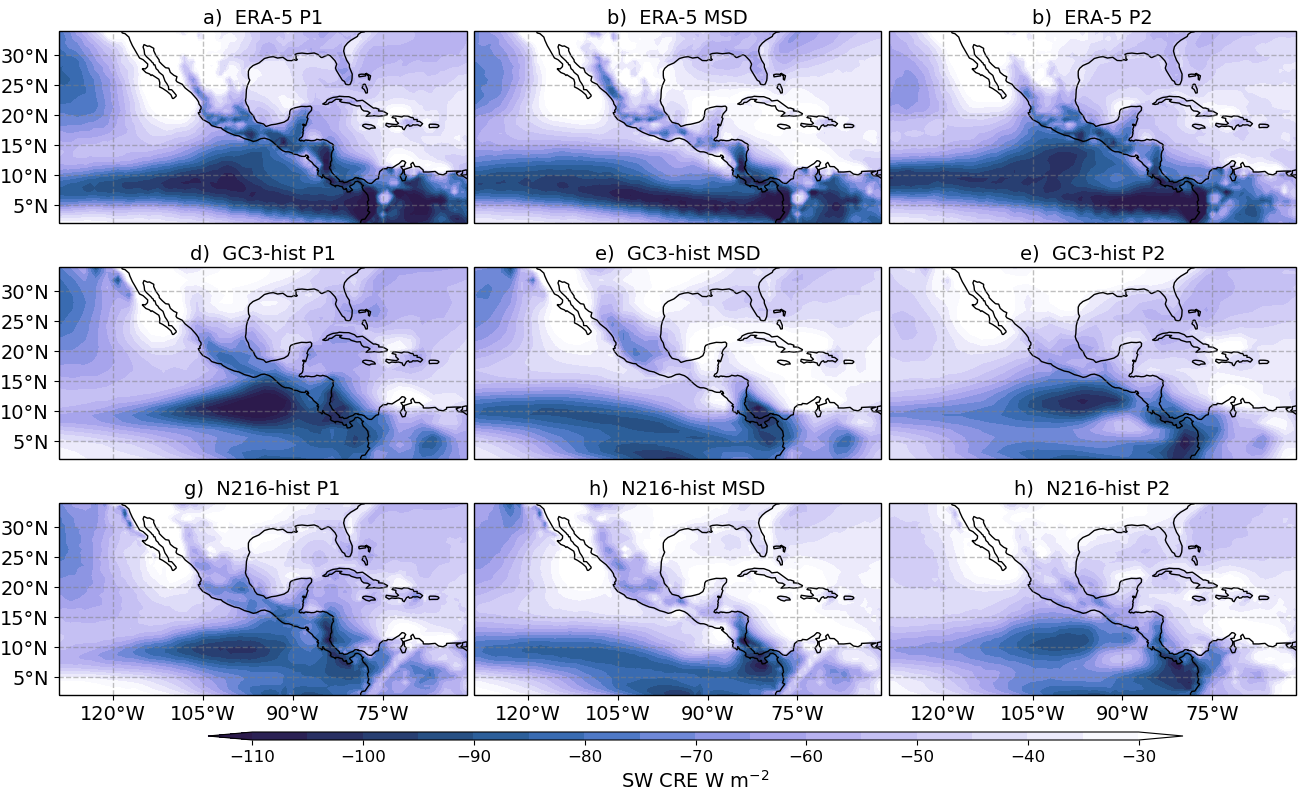 a)  ERA-5 P1
b)  ERA-5 MSD
b)  ERA-5 P2
30°N
25°N
20°N
15°N
10°N
5°N
d)  GC3-hist P1
e)  GC3-hist MSD
e)  GC3-hist P2
30°N
25°N
20°N
15°N
10°N
5°N
g)  N216-hist P1
h)  N216-hist MSD
h)  N216-hist P2
30°N
25°N
20°N
15°N
10°N
5°N
120°W 105°W 90°W 75°W
120°W 105°W 90°W 75°W
120°W 105°W 90°W 75°W
−110 −100 −90 −80 −70 −60 −50 −40 −30
SW CRE W m⁻²